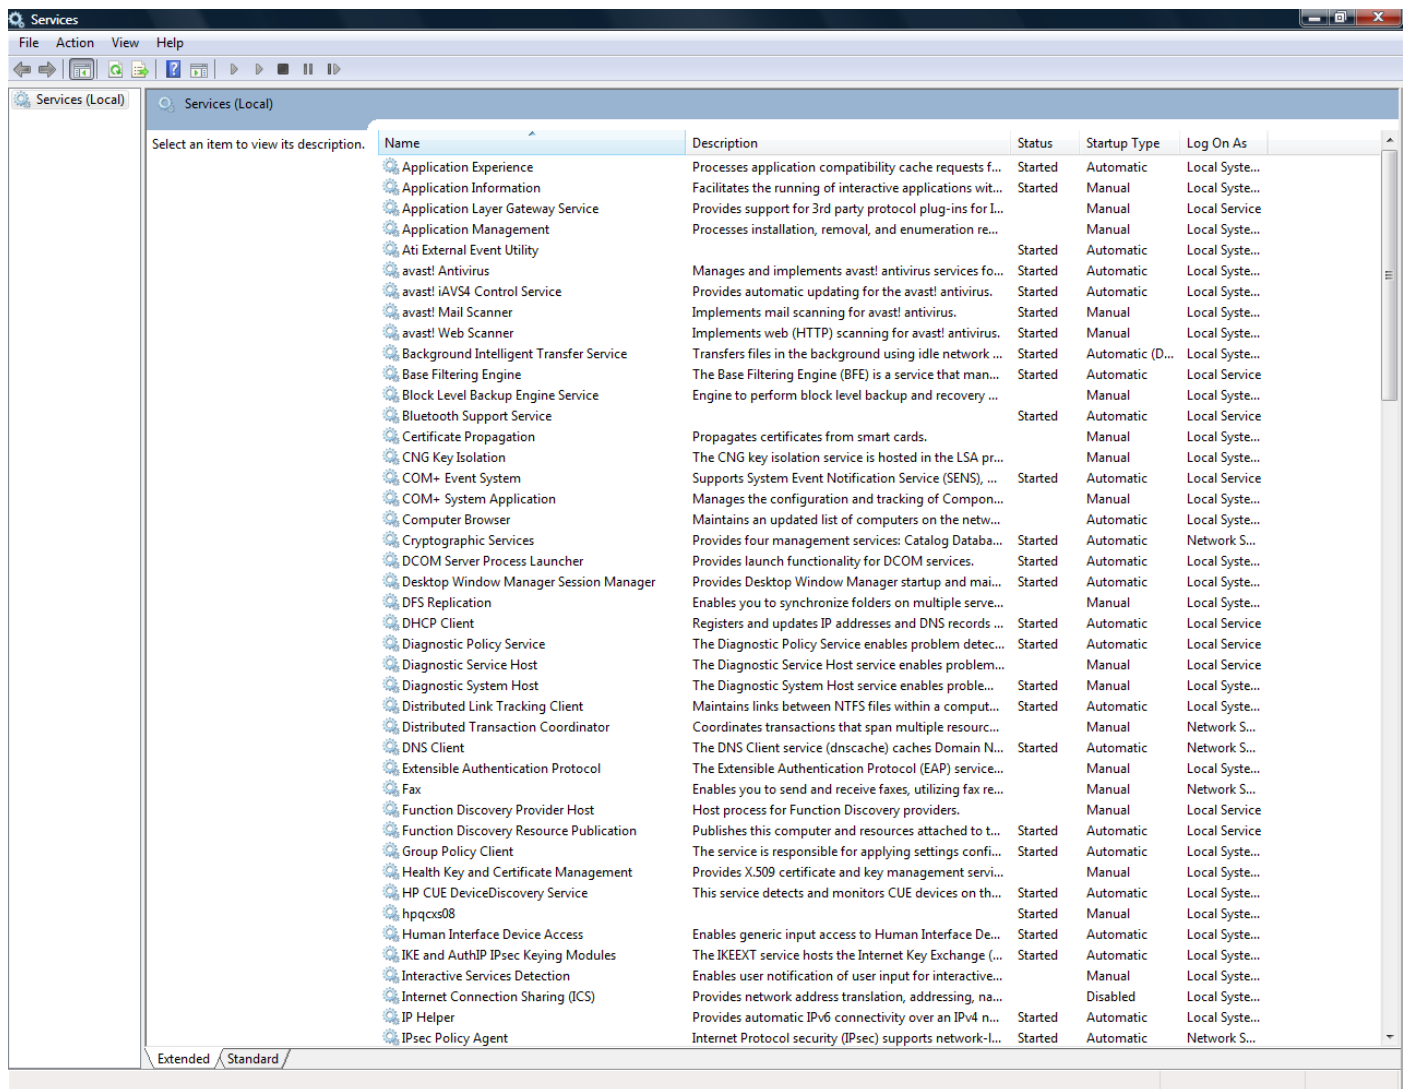 Services
File Action View Help
Services (Local)
Services (Local)
Select an item to view its description.
Name Description Status Startup Type Log On As
Application Experience Processes application compatibility cache requests f... Started Automatic Local Syste...
Application Information Facilitates the running of interactive applications wit... Started Manual Local Syste...
Application Layer Gateway Service Provides support for 3rd party protocol plug-ins for I... Manual Local Service
Application Management Processes installation, removal, and enumeration re... Manual Local Syste...
Ati External Event Utility Started Automatic Local Syste...
avast! Antivirus Manages and implements avast! antivirus services fo... Started Automatic Local Syste...
avast! iAVS4 Control Service Provides automatic updating for the avast! antivirus. Started Automatic Local Syste...
avast! Mail Scanner Implements mail scanning for avast! antivirus. Started Manual Local Syste...
avast! Web Scanner Implements web (HTTP) scanning for avast! antivirus. Started Manual Local Syste...
Background Intelligent Transfer Service Transfers files in the background using idle network ... Started Automatic (D... Local Syste...
Base Filtering Engine The Base Filtering Engine (BFE) is a service that man... Started Automatic Local Service
Block Level Backup Engine Service Engine to perform block level backup and recovery ... Manual Local Syste...
Bluetooth Support Service Started Automatic Local Service
Certificate Propagation Propagates certificates from smart cards. Manual Local Syste...
CNG Key Isolation The CNG key isolation service is hosted in the LSA pr... Manual Local Syste...
COM+ Event System Supports System Event Notification Service (SENS), ... Started Automatic Local Service
COM+ System Application Manages the configuration and tracking of Compon... Manual Local Syste...
Computer Browser Maintains an updated list of computers on the netw... Automatic Local Syste...
Cryptographic Services Provides four management services: Catalog Databa... Started Automatic Network S...
DCOM Server Process Launcher Provides launch functionality for DCOM services. Started Automatic Local Syste...
Desktop Window Manager Session Manager Provides Desktop Window Manager startup and mai... Started Automatic Local Syste...
DFS Replication Enables you to synchronize folders on multiple serve... Manual Local Syste...
DHCP Client Registers and updates IP addresses and DNS records ... Started Automatic Local Service
Diagnostic Policy Service The Diagnostic Policy Service enables problem detec... Started Automatic Local Service
Diagnostic Service Host The Diagnostic Service Host service enables problem... Manual Local Service
Diagnostic System Host The Diagnostic System Host service enables proble... Started Manual Local Syste...
Distributed Link Tracking Client Maintains links between NTFS files within a comput... Started Automatic Local Syste...
Distributed Transaction Coordinator Coordinates transactions that span multiple resourc... Manual Network S...
DNS Client The DNS Client service (dnscache) caches Domain N... Started Automatic Network S...
Extensible Authentication Protocol The Extensible Authentication Protocol (EAP) service... Manual Local Syste...
Fax Enables you to send and receive faxes, utilizing fax re... Manual Network S...
Function Discovery Provider Host Host process for Function Discovery providers. Manual Local Service
Function Discovery Resource Publication Publishes this computer and resources attached to t... Started Automatic Local Service
Group Policy Client The service is responsible for applying settings confi... Started Automatic Local Syste...
Health Key and Certificate Management Provides X.509 certificate and key management servi... Manual Local Syste...
HP CUE DeviceDiscovery Service This service detects and monitors CUE devices on th... Started Automatic Local Syste...
hpqcxs08 Started Manual Local Syste...
Human Interface Device Access Enables generic input access to Human Interface De... Started Automatic Local Syste...
IKE and AuthIP IPsec Keying Modules The IKEEXT service hosts the Internet Key Exchange (... Started Automatic Local Syste...
Interactive Services Detection Enables user notification of user input for interactive... Manual Local Syste...
Internet Connection Sharing (ICS) Provides network address translation, addressing, na... Disabled Local Syste...
IP Helper Provides automatic IPv6 connectivity over an IPv4 n... Started Automatic Local Syste...
IPsec Policy Agent Internet Protocol security (IPsec) supports network-l... Started Automatic Network S...
Extended Standard